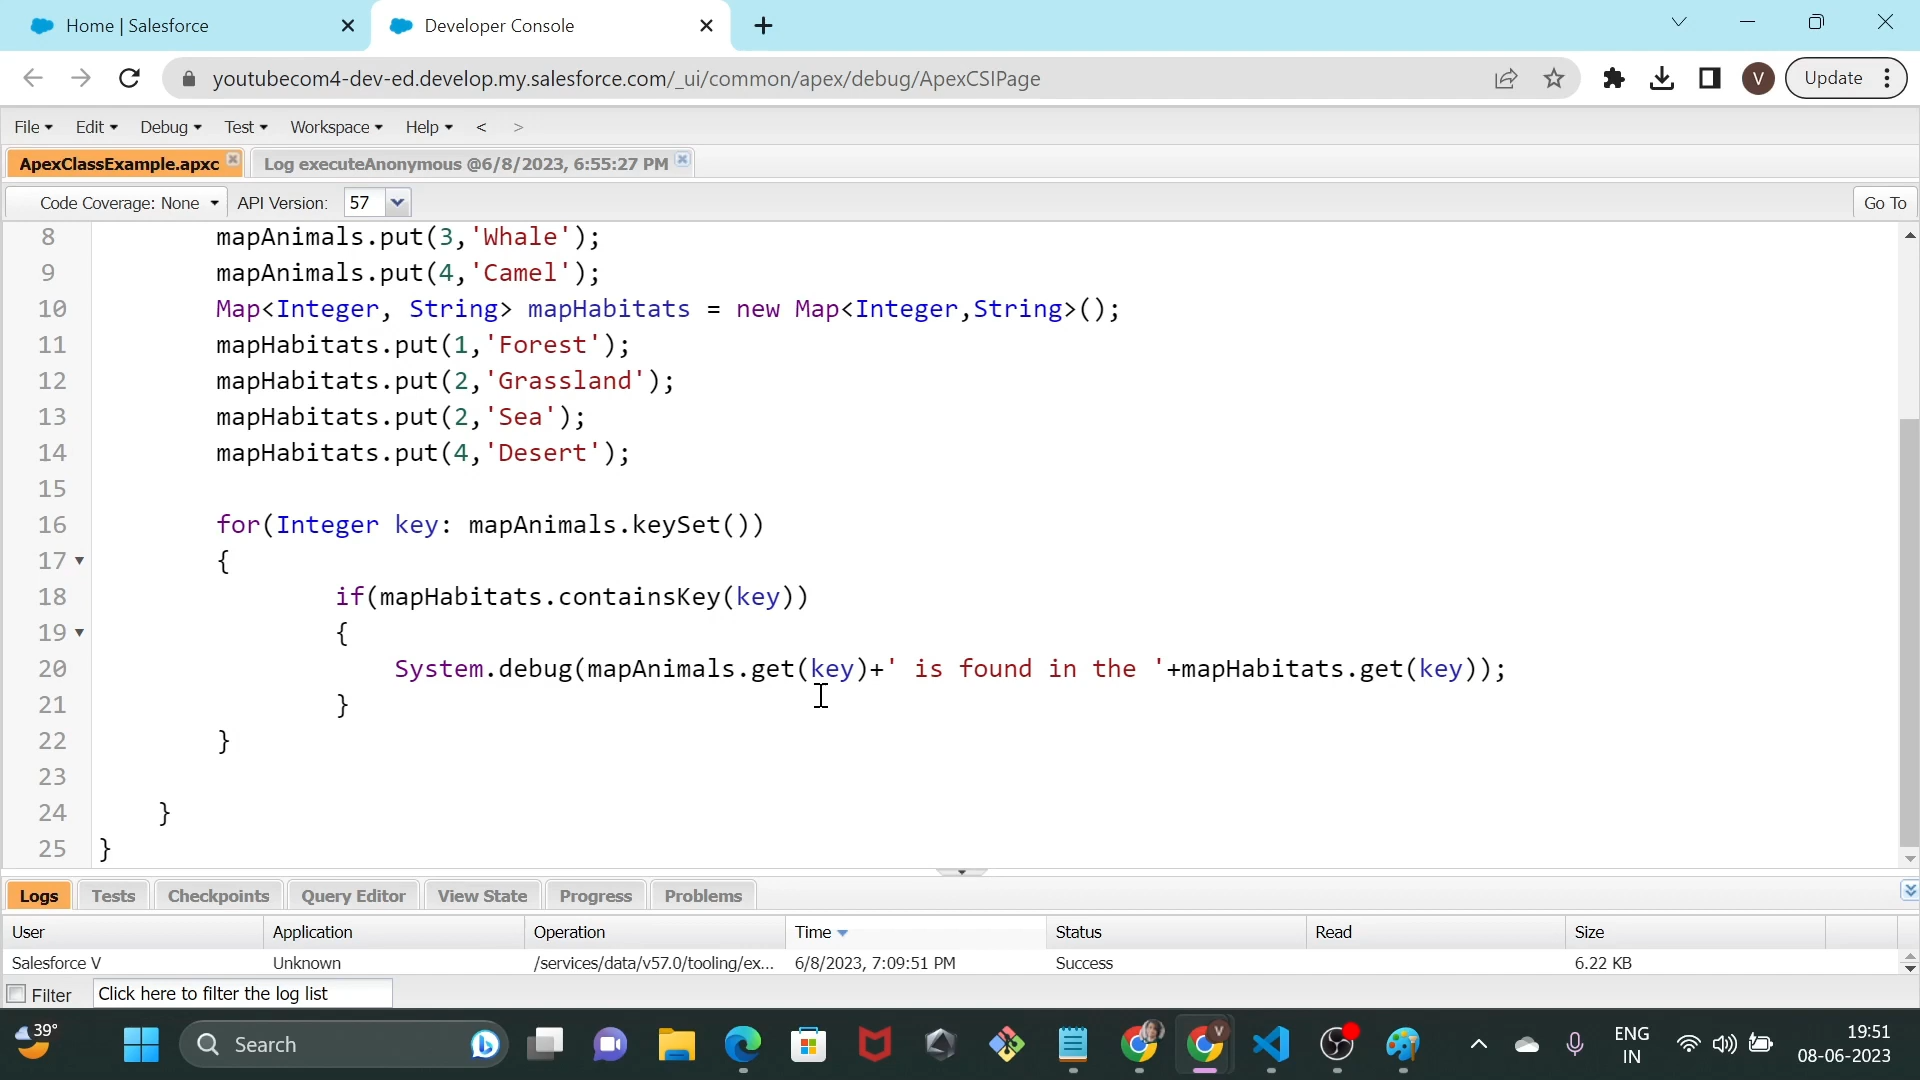 Home | Salesforce
Developer Console
youtubecom4-dev-ed.develop.my.salesforce.com/_ui/common/apex/debug/ApexCSIPage
V
Update
File Edit Debug Test Workspace Help < >
ApexClassExample.apxc
Log executeAnonymous @6/8/2023, 6:55:27 PM
Code Coverage: None API Version: 57 Go To
8 mapAnimals.put(3,'Whale');
9 mapAnimals.put(4,'Camel');
10 Map<Integer, String> mapHabitats = new Map<Integer,String>();
11 mapHabitats.put(1,'Forest');
12 mapHabitats.put(2,'Grassland');
13 mapHabitats.put(2,'Sea');
14 mapHabitats.put(4,'Desert');
15
16 for(Integer key: mapAnimals.keySet())
17 {
18 if(mapHabitats.containsKey(key))
19 {
20 System.debug(mapAnimals.get(key)+' is found in the '+mapHabitats.get(key));
21 }
22 }
23
24 }
25 }
Logs Tests Checkpoints Query Editor View State Progress Problems
User Application Operation Time Status Read Size
Salesforce V Unknown /services/data/v57.0/tooling/ex... 6/8/2023, 7:09:51 PM Success 6.22 KB
Filter Click here to filter the log list
39°
Search
V
ENG
IN
19:51
08-06-2023